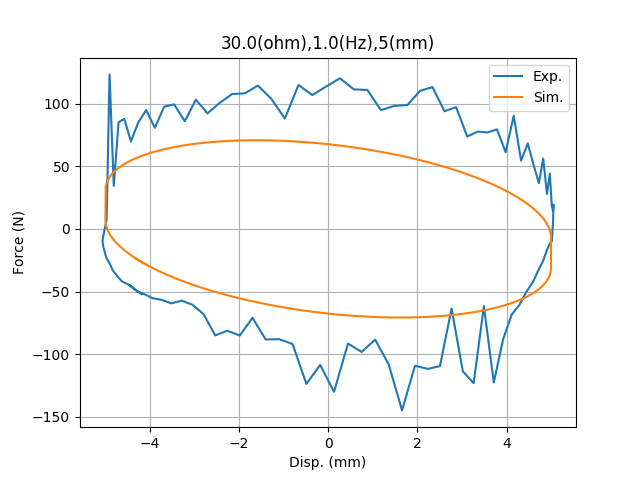 30.0(ohm),1.0(Hz),5(mm)
Exp.
Sim.
Force (N)
100
50
0
−50
−100
−150
−4
−2
0
2
4
Disp. (mm)